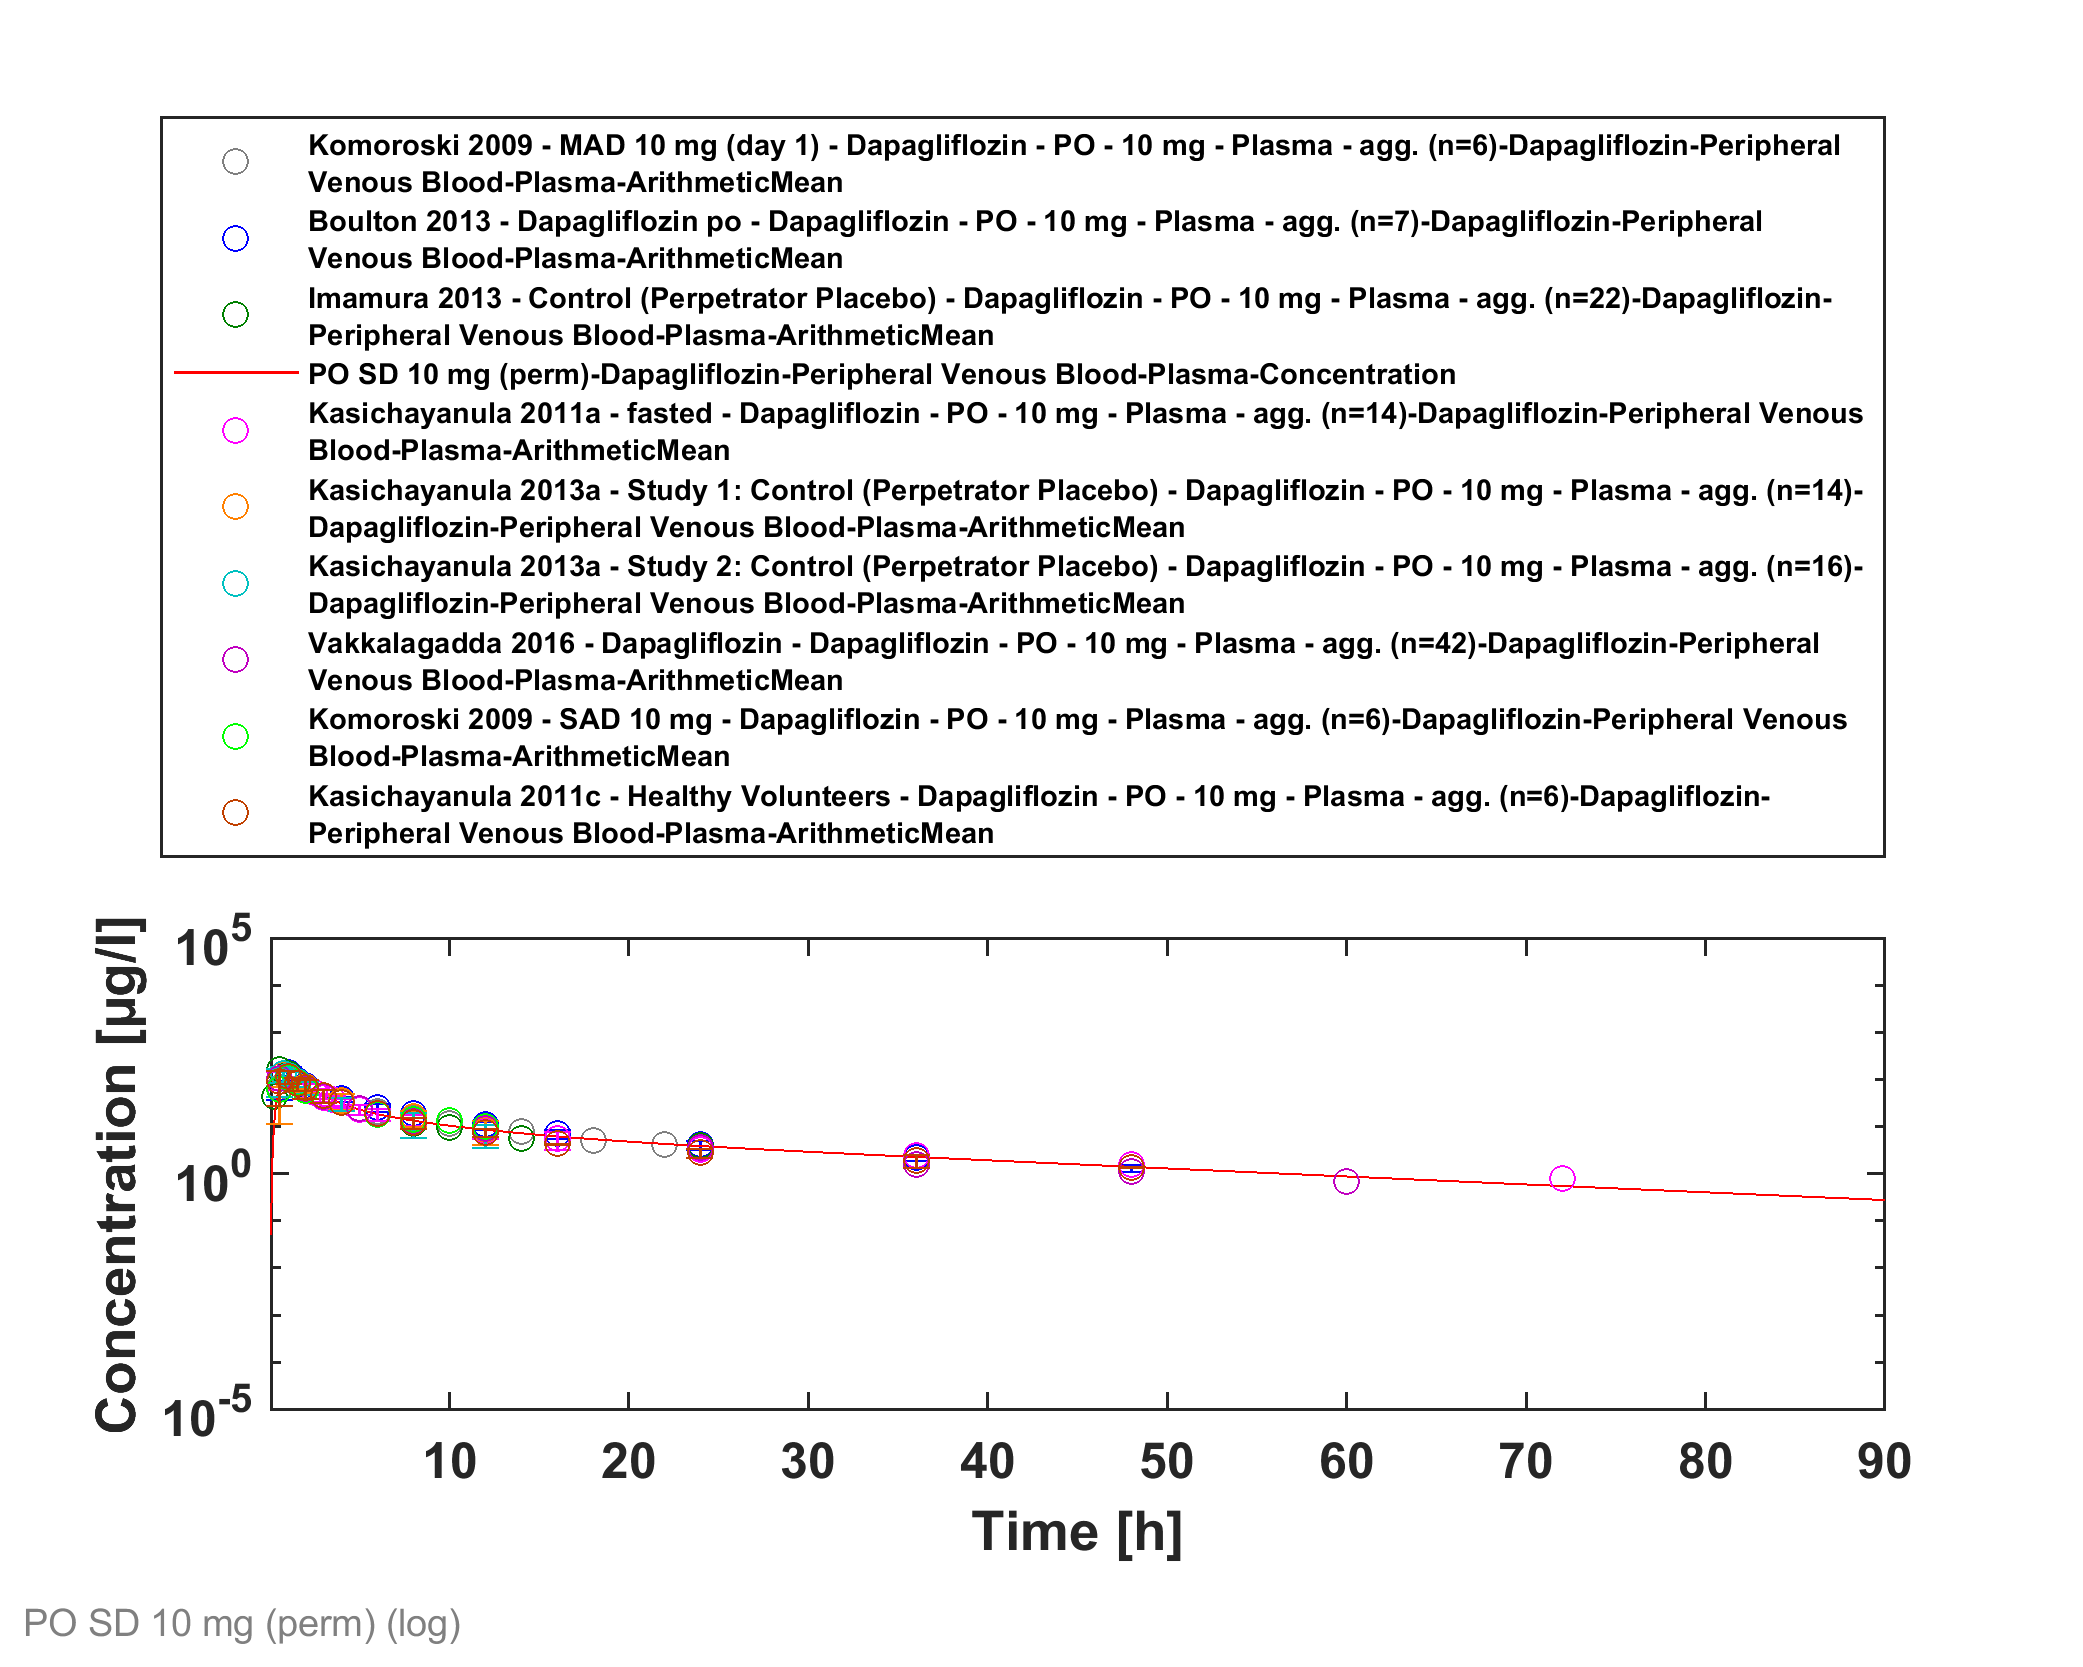 Komoroski 2009 - MAD 10 mg (day 1) - Dapagliflozin - PO - 10 mg - Plasma - agg. (n=6)-Dapagliflozin-Peripheral
Venous Blood-Plasma-ArithmeticMean
Boulton 2013 - Dapagliflozin po - Dapagliflozin - PO - 10 mg - Plasma - agg. (n=7)-Dapagliflozin-Peripheral
Venous Blood-Plasma-ArithmeticMean
Imamura 2013 - Control (Perpetrator Placebo) - Dapagliflozin - PO - 10 mg - Plasma - agg. (n=22)-Dapagliflozin-
Peripheral Venous Blood-Plasma-ArithmeticMean
PO SD 10 mg (perm)-Dapagliflozin-Peripheral Venous Blood-Plasma-Concentration
Kasichayanula 2011a - fasted - Dapagliflozin - PO - 10 mg - Plasma - agg. (n=14)-Dapagliflozin-Peripheral Venous
Blood-Plasma-ArithmeticMean
Kasichayanula 2013a - Study 1: Control (Perpetrator Placebo) - Dapagliflozin - PO - 10 mg - Plasma - agg. (n=14)-
Dapagliflozin-Peripheral Venous Blood-Plasma-ArithmeticMean
Kasichayanula 2013a - Study 2: Control (Perpetrator Placebo) - Dapagliflozin - PO - 10 mg - Plasma - agg. (n=16)-
Dapagliflozin-Peripheral Venous Blood-Plasma-ArithmeticMean
Vakkalagadda 2016 - Dapagliflozin - Dapagliflozin - PO - 10 mg - Plasma - agg. (n=42)-Dapagliflozin-Peripheral
Venous Blood-Plasma-ArithmeticMean
Komoroski 2009 - SAD 10 mg - Dapagliflozin - PO - 10 mg - Plasma - agg. (n=6)-Dapagliflozin-Peripheral Venous
Blood-Plasma-ArithmeticMean
Kasichayanula 2011c - Healthy Volunteers - Dapagliflozin - PO - 10 mg - Plasma - agg. (n=6)-Dapagliflozin-
Peripheral Venous Blood-Plasma-ArithmeticMean
Concentration [µg/l]
10^5
10^0
10^-5
10 20 30 40 50 60 70 80 90
Time [h]
PO SD 10 mg (perm) (log)